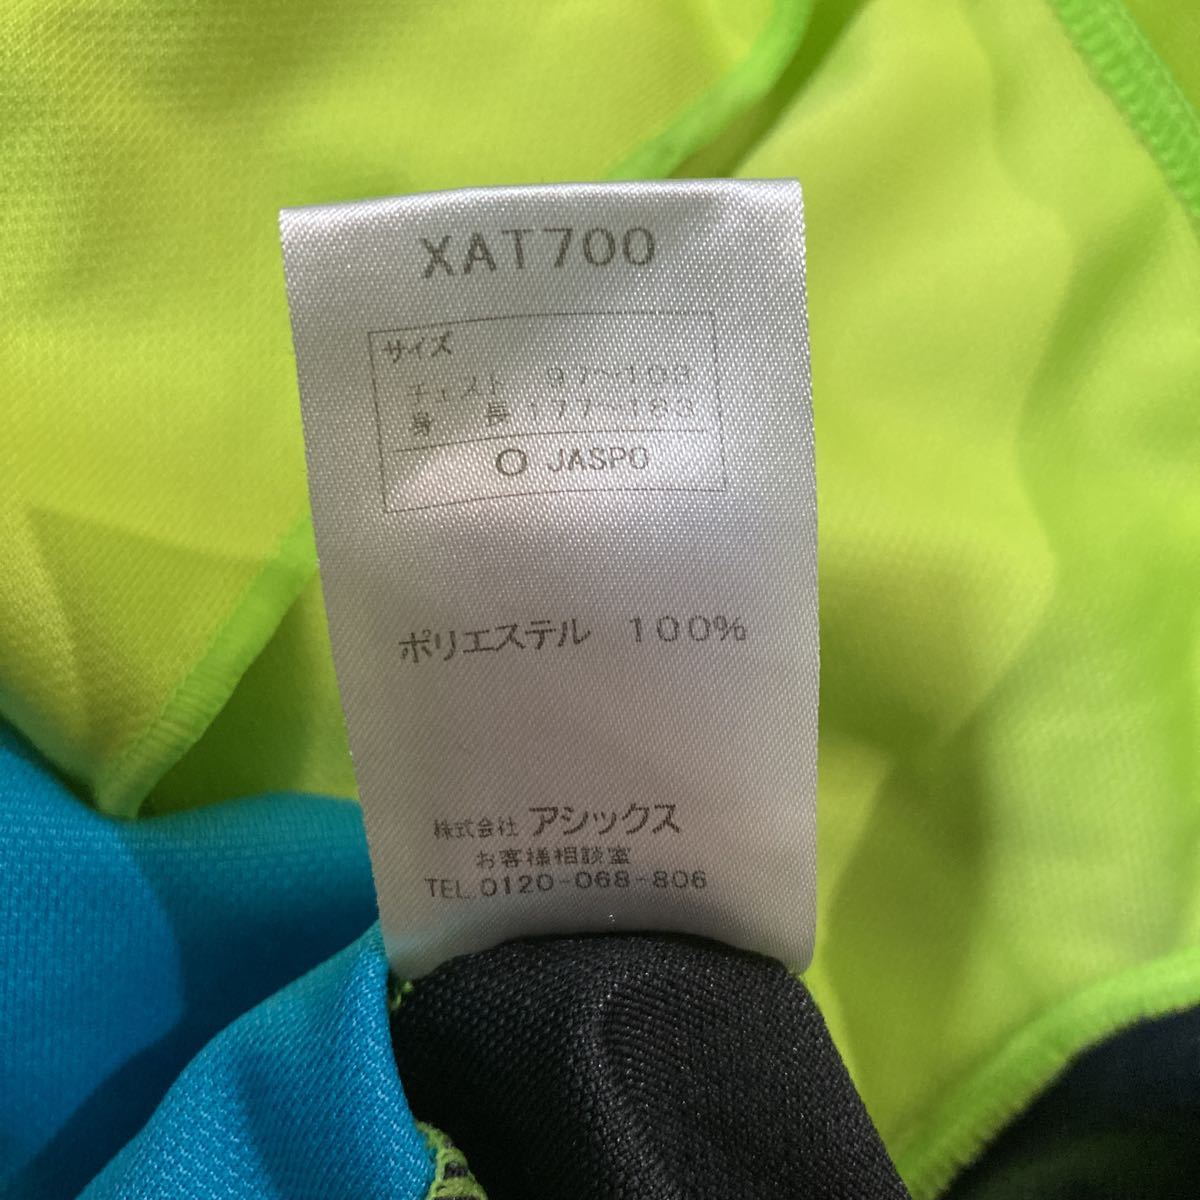 XAT700
サイズ
チェスト 97〜103
身 長 177〜183
O JASPO
ポリエステル 100%
株式会社 アシックス
お客様相談室
TEL.0120-068-806